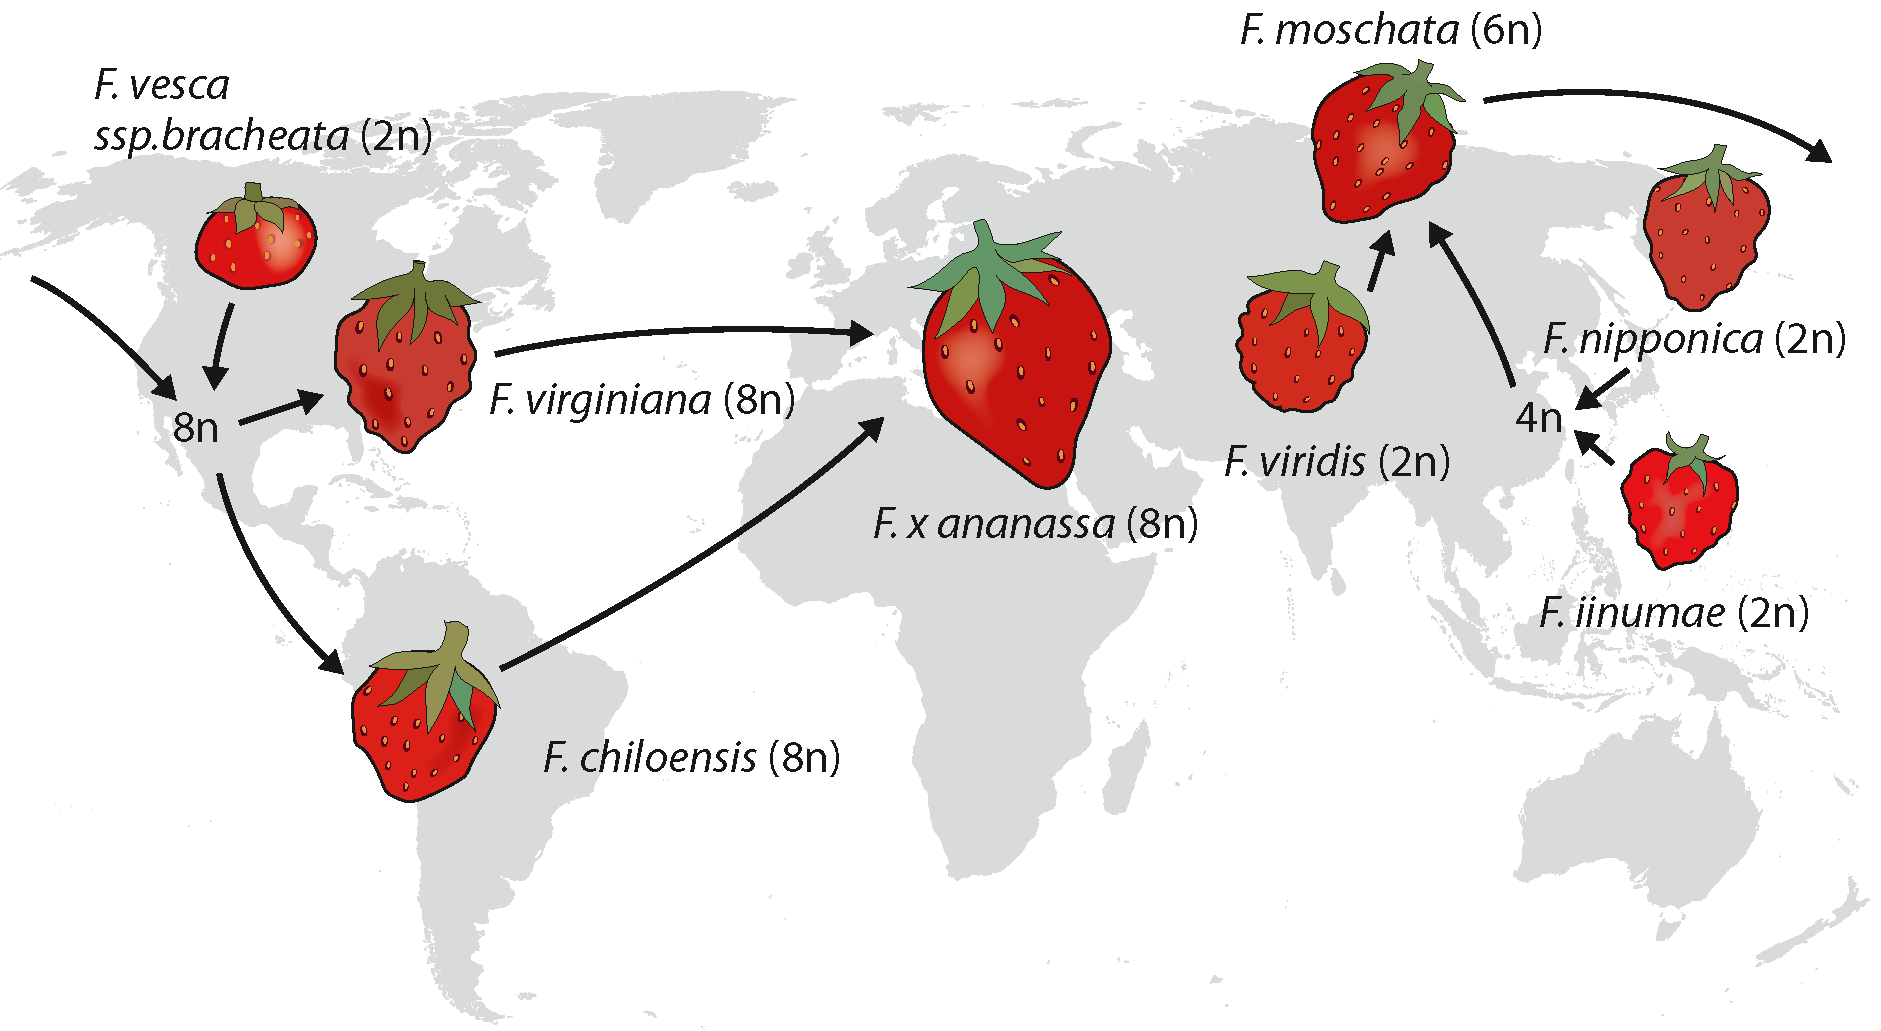 F. moschata (6n)
F. vesca
ssp.bracheata (2n)
F. nipponica (2n)
F. virginiana (8n)
8n
4n
F. viridis (2n)
F. x ananassa (8n)
F. iinumae (2n)
F. chiloensis (8n)